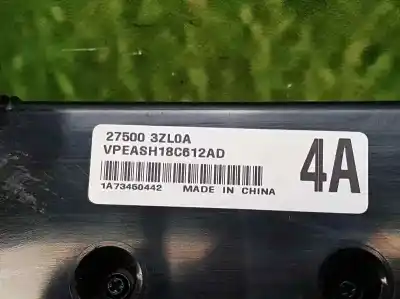 27500 3ZL0A
VPEASH18C612AD
1A73450442 MADE IN CHINA
4A